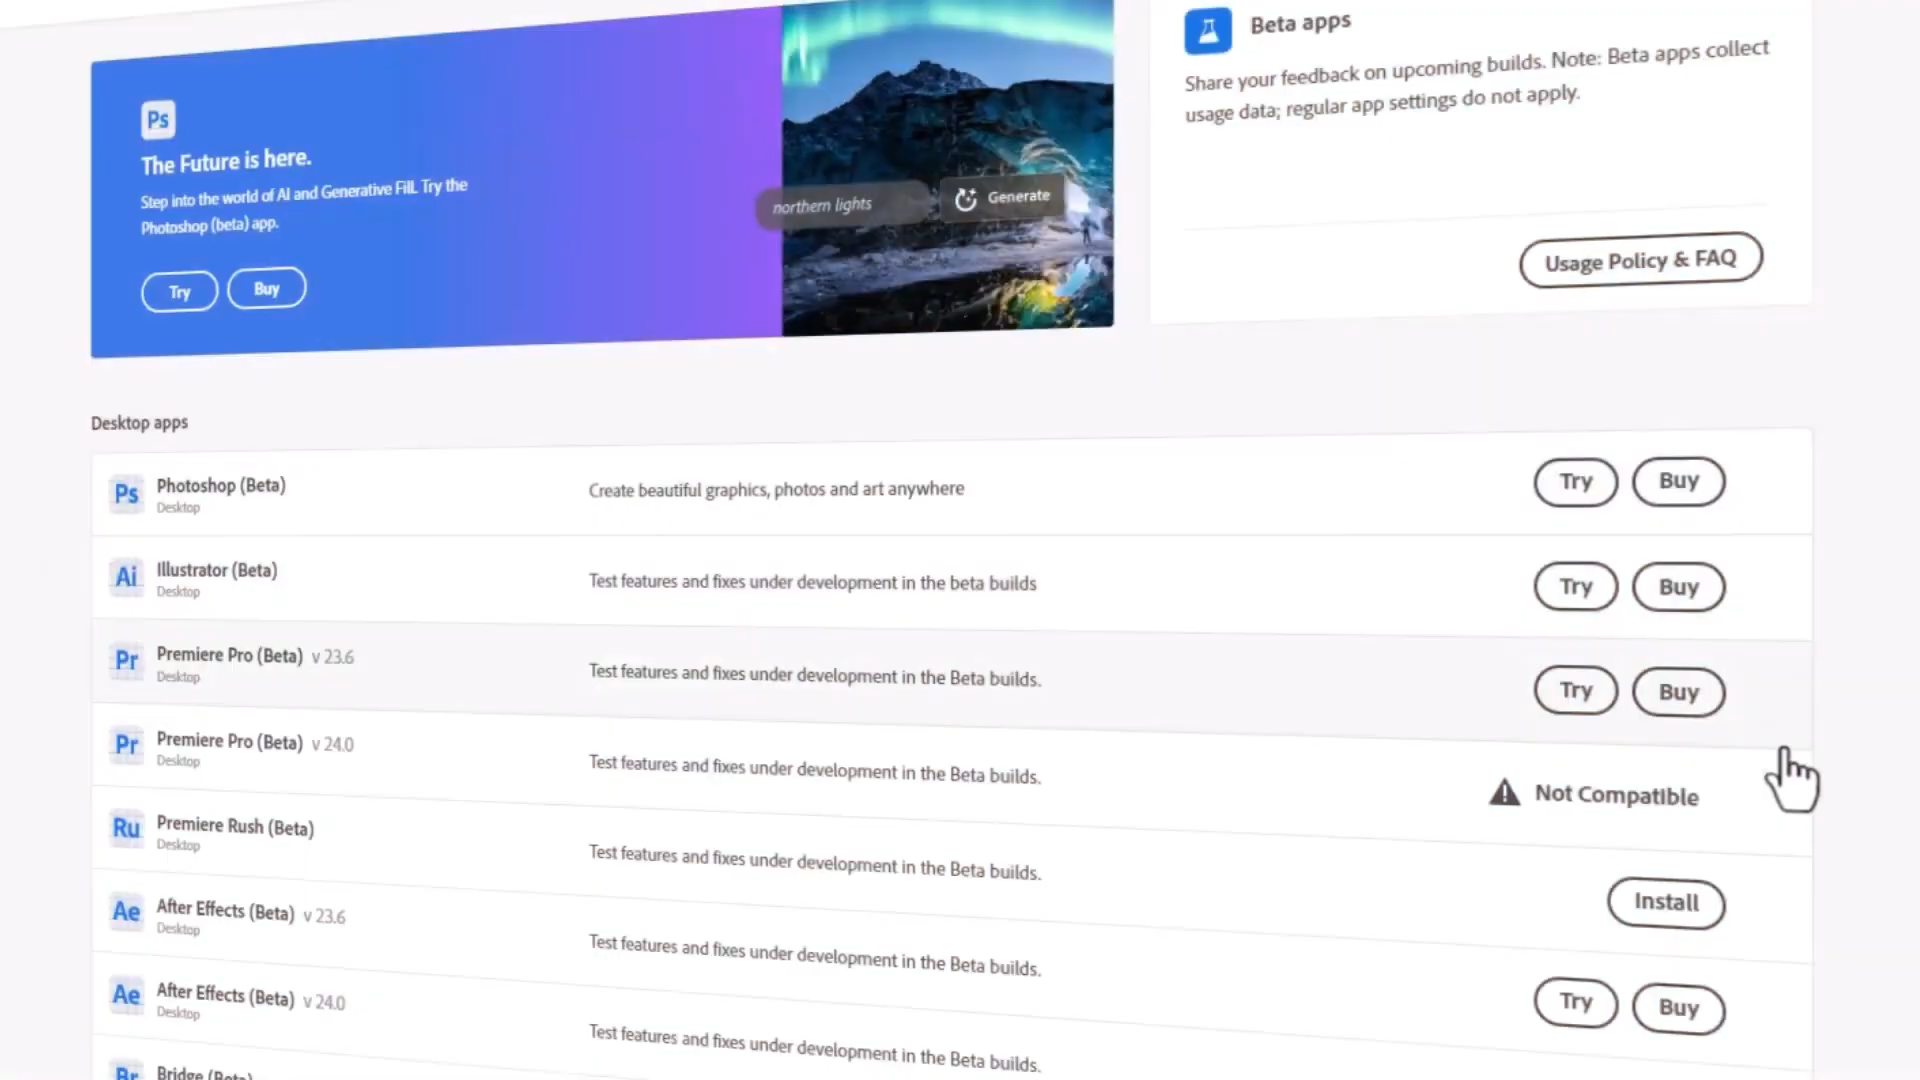 Ps
The Future is here.
Step into the world of AI and Generative Fill. Try the
Photoshop (beta) app.
Try
Buy
northern lights
Generate
Beta apps
Share your feedback on upcoming builds. Note: Beta apps collect
usage data; regular app settings do not apply.
Usage Policy & FAQ
Desktop apps
Ps Photoshop (Beta) Create beautiful graphics, photos and art anywhere Try Buy
Desktop
Ai Illustrator (Beta) Test features and fixes under development in the beta builds Try Buy
Desktop
Pr Premiere Pro (Beta) v 23.6 Test features and fixes under development in the Beta builds. Try Buy
Desktop
Pr Premiere Pro (Beta) v 24.0 Test features and fixes under development in the Beta builds. Not Compatible
Desktop
Ru Premiere Rush (Beta) Test features and fixes under development in the Beta builds. Install
Desktop
Ae After Effects (Beta) v 23.6 Test features and fixes under development in the Beta builds. Try Buy
Desktop
Ae After Effects (Beta) v 24.0 Test features and fixes under development in the Beta builds.
Desktop
Br Bridge (Beta)